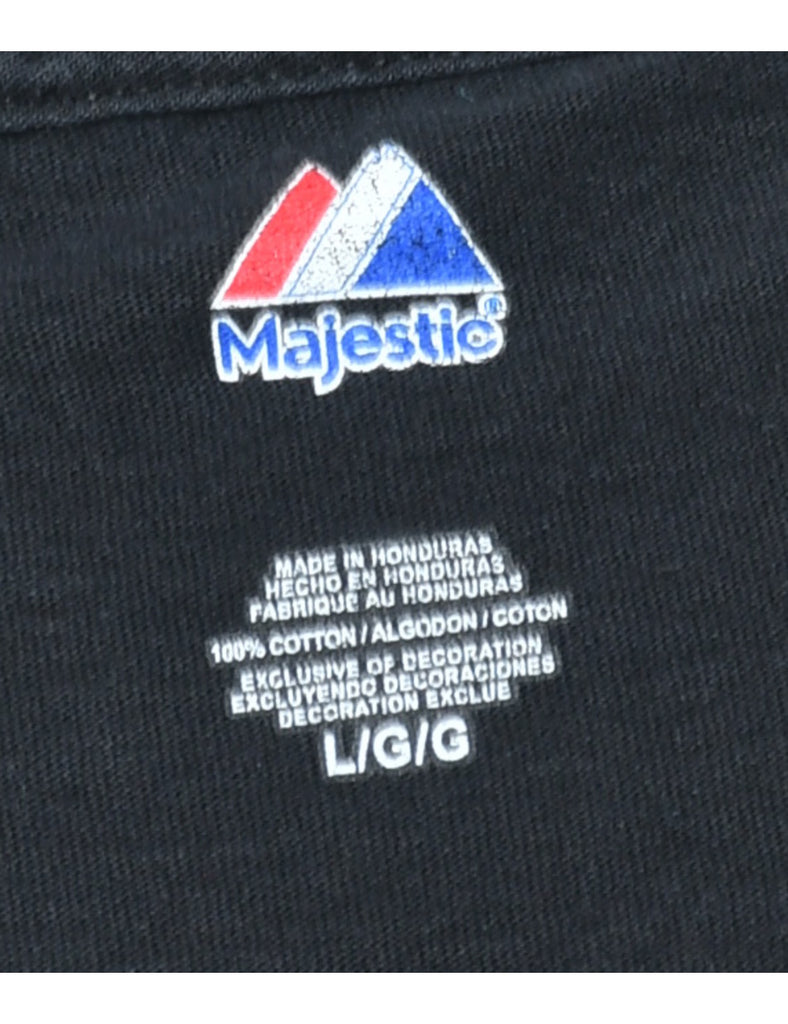 Majestic®
MADE IN HONDURAS
HECHO EN HONDURAS
FABRIQUE AU HONDURAS
100% COTTON / ALGODON / COTON
EXCLUSIVE OF DECORATION
EXCLUYENDO DECORACIONES
DECORATION EXCLUE
L/G/G